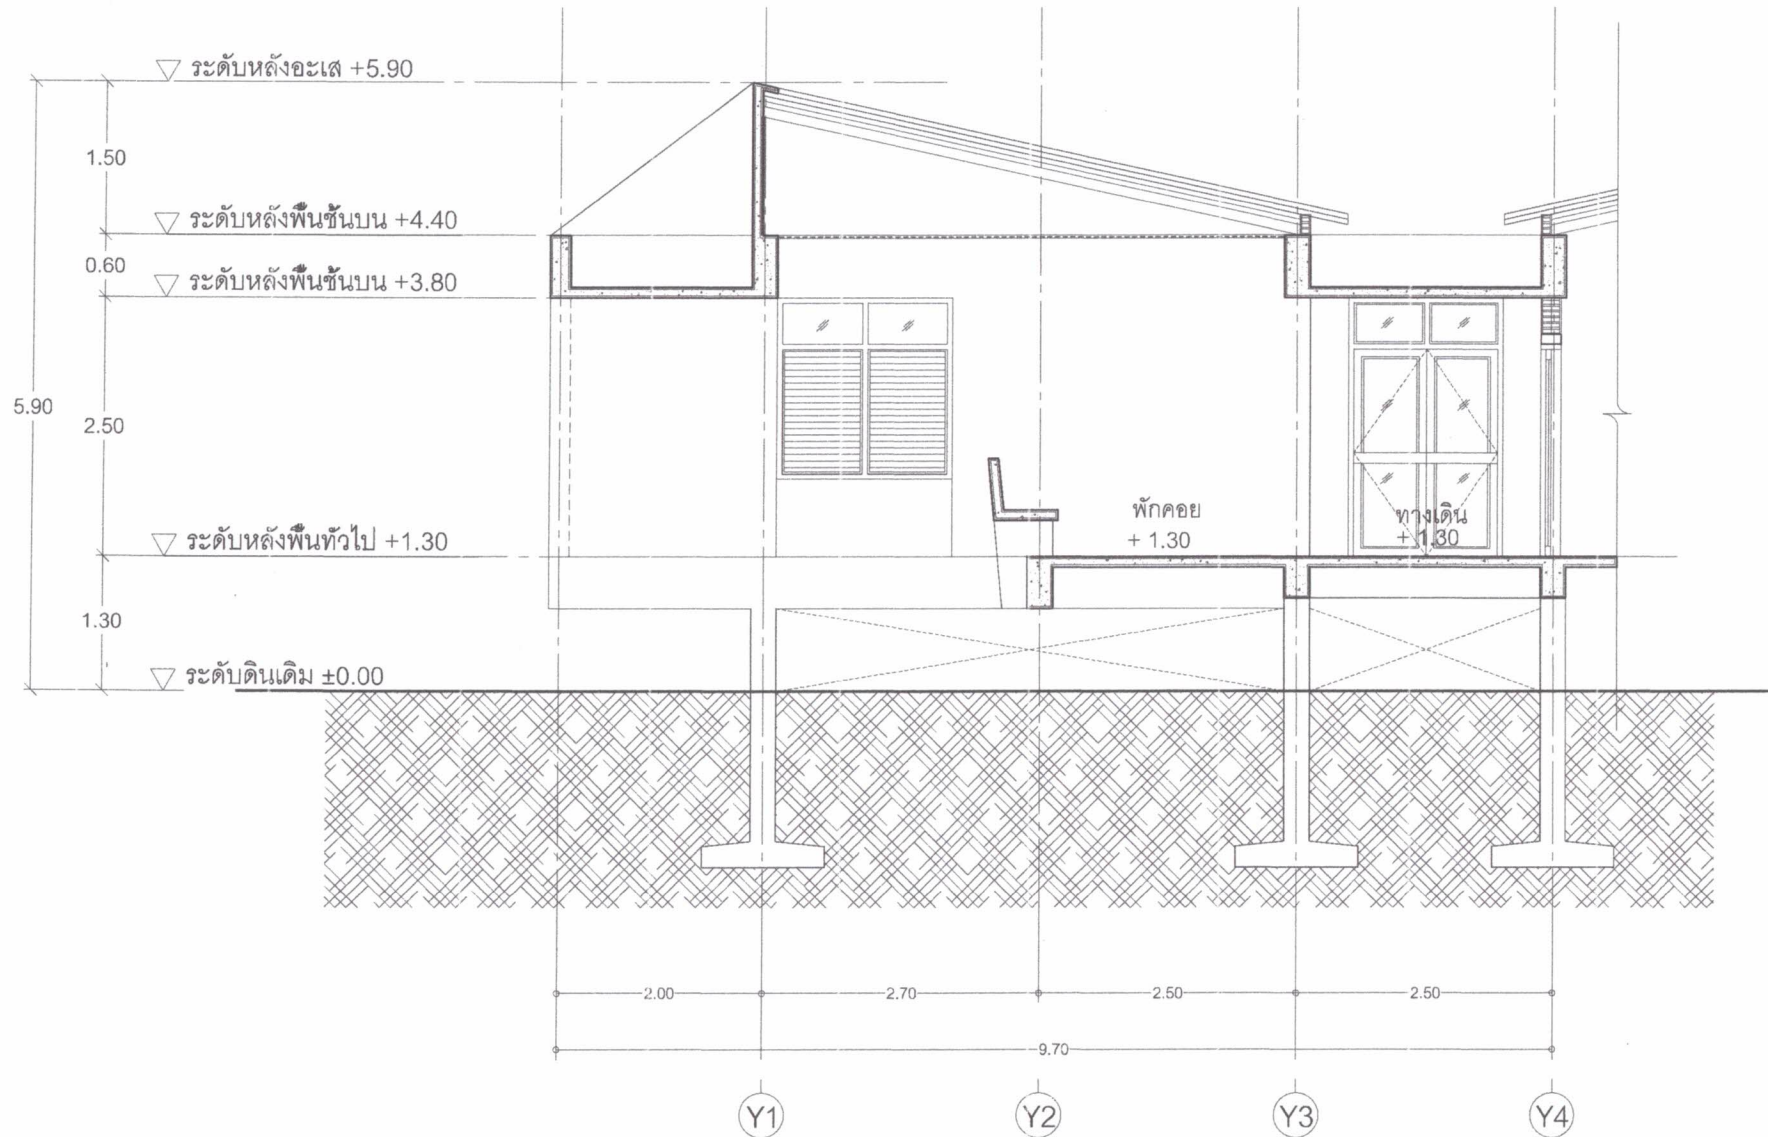 ระดับหลังอะเส +5.90
1.50
ระดับหลังพื้นชั้นบน +4.40
0.60
ระดับหลังพื้นชั้นบน +3.80
5.90
2.50
พักคอย
+ 1.30
ทางเดิน
+ 1.30
ระดับหลังพื้นทั่วไป +1.30
1.30
ระดับดินเดิม ±0.00
2.00
2.70
2.50
2.50
9.70
Y1
Y2
Y3
Y4